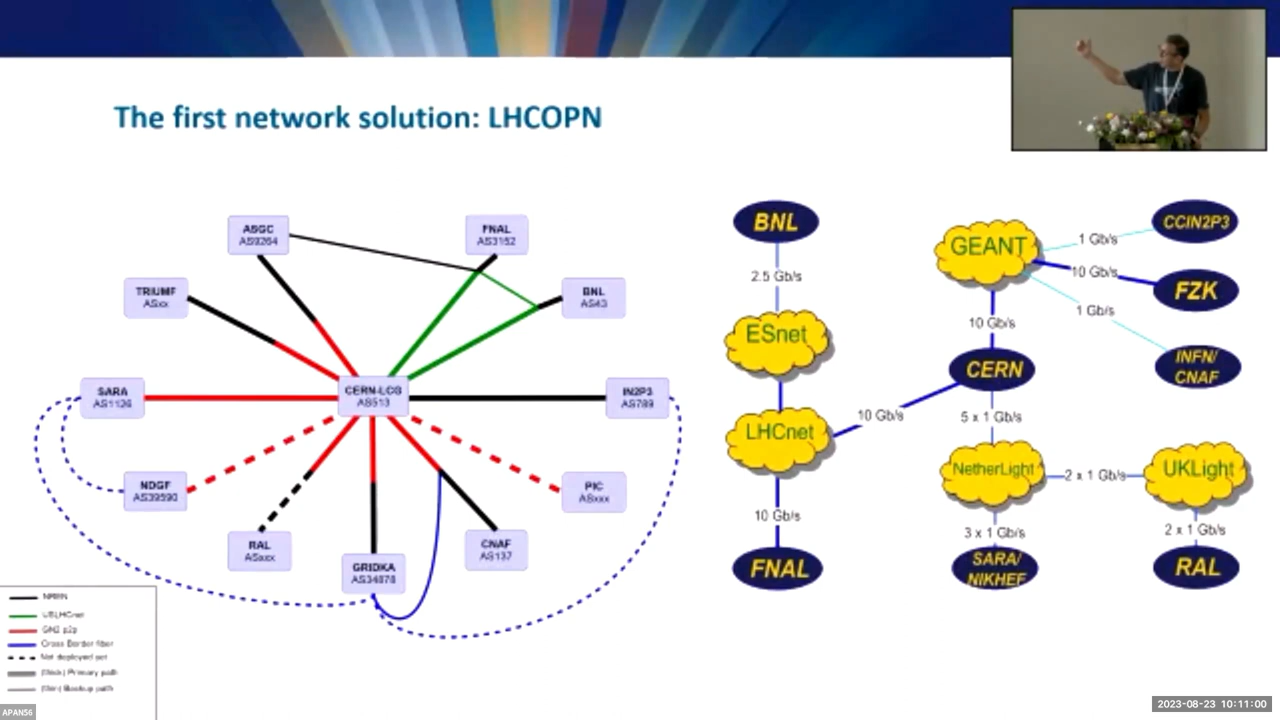 The first network solution: LHCOPN
ASGC
AS9264
FNAL
AS3152
TRIUMF
ASxx
BNL
AS43
SARA
AS1126
CERN-LCG
AS513
IN2P3
AS789
NDGF
AS39590
PIC
ASxxx
RAL
ASxxx
GRIDKA
AS34878
CNAF
AS137
NREN
USLHCnet
GN2 p2p
Cross Border fiber
Not deployed yet
(thick) Primary path
(thin) Backup path
BNL
2.5 Gb/s
ESnet
LHCnet
10 Gb/s
FNAL
10 Gb/s
GEANT
1 Gb/s
CCIN2P3
10 Gb/s
FZK
1 Gb/s
INFN/
CNAF
10 Gb/s
CERN
5 x 1 Gb/s
NetherLight
2 x 1 Gb/s
UKLight
3 x 1 Gb/s
2 x 1 Gb/s
SARA/
NIKHEF
RAL
APAN56
2023-08-23 10:11:00